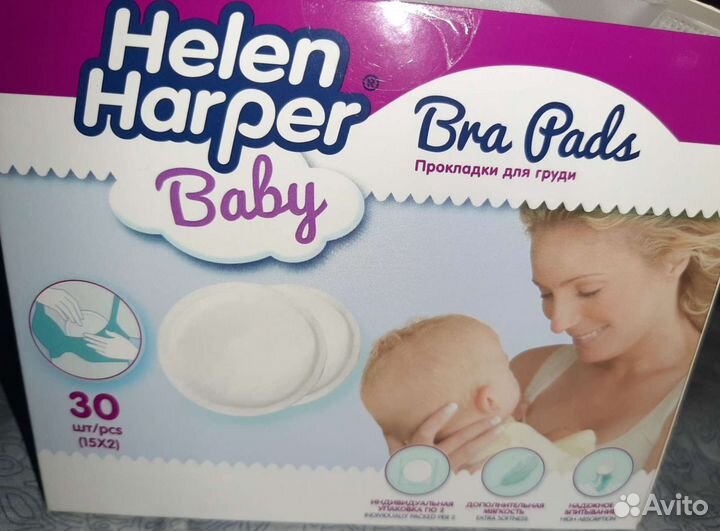 Helen
Harper®
Baby
Bra Pads
Прокладки для груди
30
шт/pcs
(15X2)
ИНДИВИДУАЛЬНАЯ
УПАКОВКА ПО 2
INDIVIDUALLY PACKED PER 2
ДОПОЛНИТЕЛЬНАЯ
МЯГКОСТЬ
EXTRA SOFTNESS
НАДЕЖНОЕ
ВПИТЫВАНИЕ
HIGH ABSORPTION
Avito